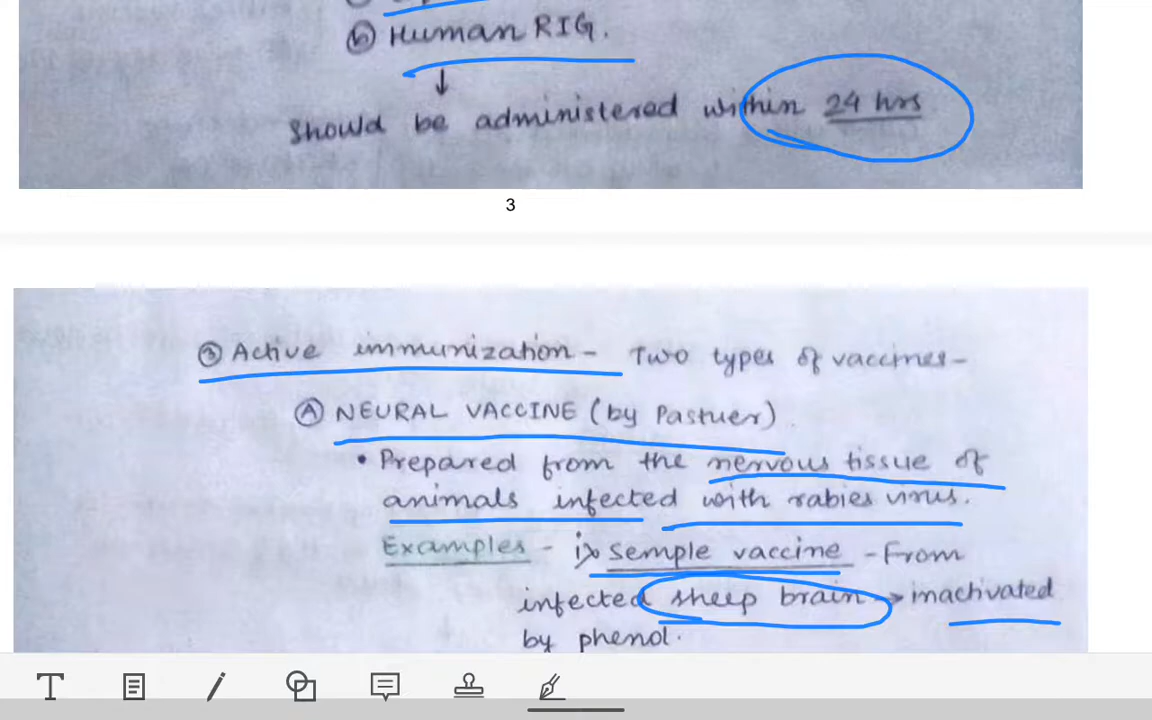 ⓑ Human RIG.
↓
Should be administered within 24 hrs
3
③ Active immunization - Two types of vaccines-
Ⓐ NEURAL VACCINE (by Pastuer)
• Prepared from the nervous tissue of
animals infected with rabies virus.
Examples - i> Semple vaccine - From
infected sheep brain → inactivated
by phenol.
T